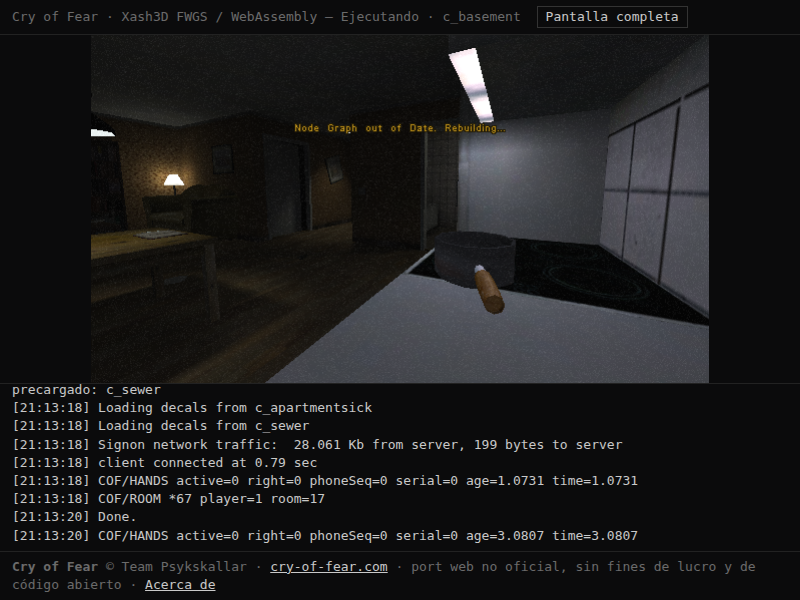 Cry of Fear · Xash3D FWGS / WebAssembly — Ejecutando · c_basement
Pantalla completa
Node Graph out of Date. Rebuilding...
precargado: c_sewer
[21:13:18] Loading decals from c_apartmentsick
[21:13:18] Loading decals from c_sewer
[21:13:18] Signon network traffic:  28.061 Kb from server, 199 bytes to server
[21:13:18] client connected at 0.79 sec
[21:13:18] COF/HANDS active=0 right=0 phoneSeq=0 serial=0 age=1.0731 time=1.0731
[21:13:18] COF/ROOM *67 player=1 room=17
[21:13:20] Done.
[21:13:20] COF/HANDS active=0 right=0 phoneSeq=0 serial=0 age=3.0807 time=3.0807
Cry of Fear © Team Psykskallar · cry-of-fear.com · port web no oficial, sin fines de lucro y de
código abierto · Acerca de